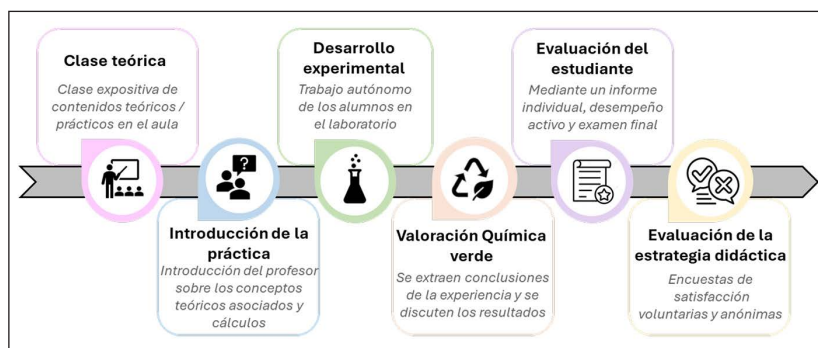 Clase teórica
Clase expositiva de
contenidos teóricos /
prácticos en el aula
Introducción de la
práctica
Introducción del profesor
sobre los conceptos
teóricos asociados y
cálculos
Desarrollo
experimental
Trabajo autónomo
de los alumnos en
el laboratorio
Valoración Química
verde
Se extraen conclusiones
de la experiencia y se
discuten los resultados
Evaluación del
estudiante
Mediante un informe
individual, desempeño
activo y examen final
Evaluación de la
estrategia didáctica
Encuestas de
satisfacción
voluntarias y anónimas